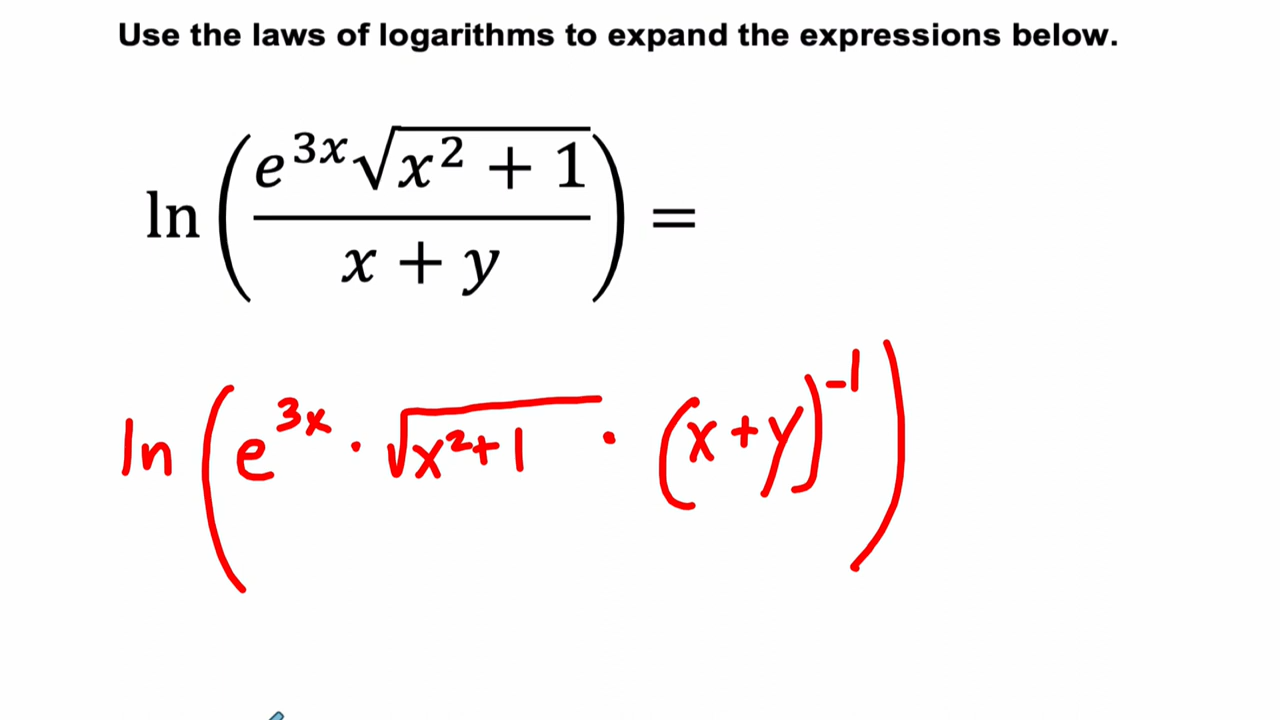 Use the laws of logarithms to expand the expressions below.
ln(e^{3x}√(x² + 1) / (x + y)) =
ln(e^{3x} · √(x²+1) · (x+y)^{-1})